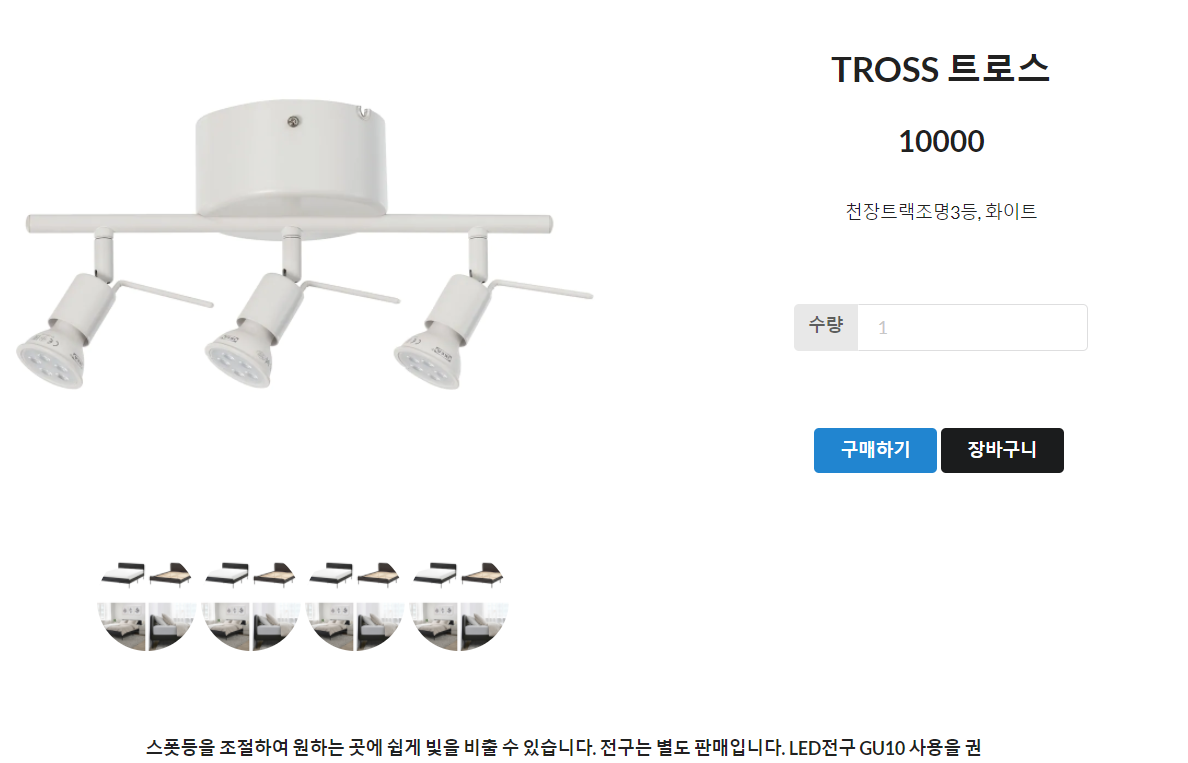 TROSS 트로스
10000
천장트랙조명3등, 화이트
수량 1
구매하기 장바구니
스폿등을 조절하여 원하는 곳에 쉽게 빛을 비출 수 있습니다. 전구는 별도 판매입니다. LED전구 GU10 사용을 권